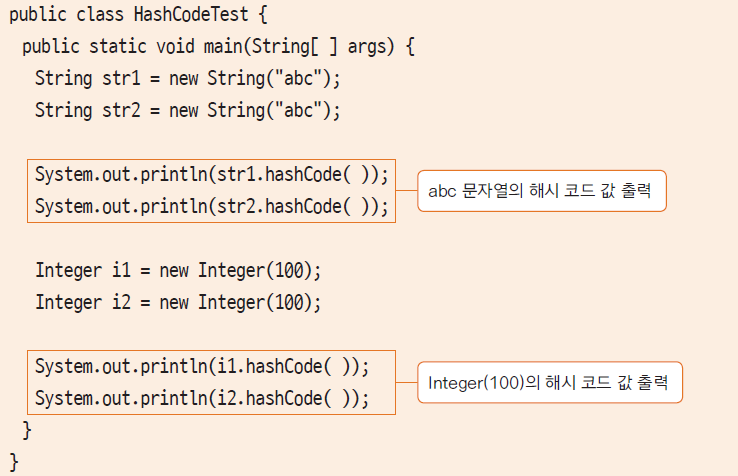 public class HashCodeTest {
public static void main(String[ ] args) {
String str1 = new String("abc");
String str2 = new String("abc");
System.out.println(str1.hashCode( ));
System.out.println(str2.hashCode( ));
abc 문자열의 해시 코드 값 출력
Integer i1 = new Integer(100);
Integer i2 = new Integer(100);
System.out.println(i1.hashCode( ));
System.out.println(i2.hashCode( ));
Integer(100)의 해시 코드 값 출력
}
}